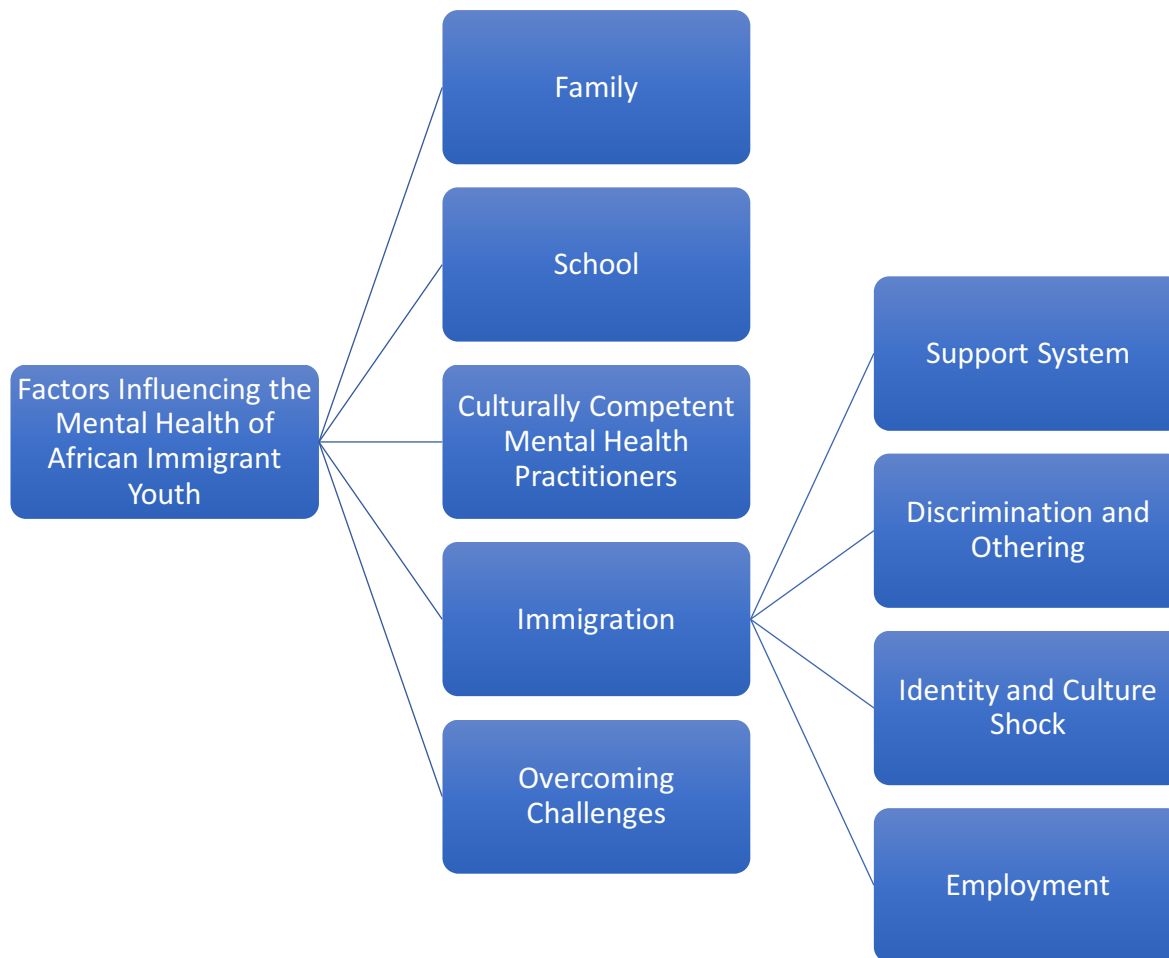 Factors Influencing the
Mental Health of
African Immigrant
Youth
Family
School
Culturally Competent
Mental Health
Practitioners
Immigration
Overcoming
Challenges
Support System
Discrimination and
Othering
Identity and Culture
Shock
Employment